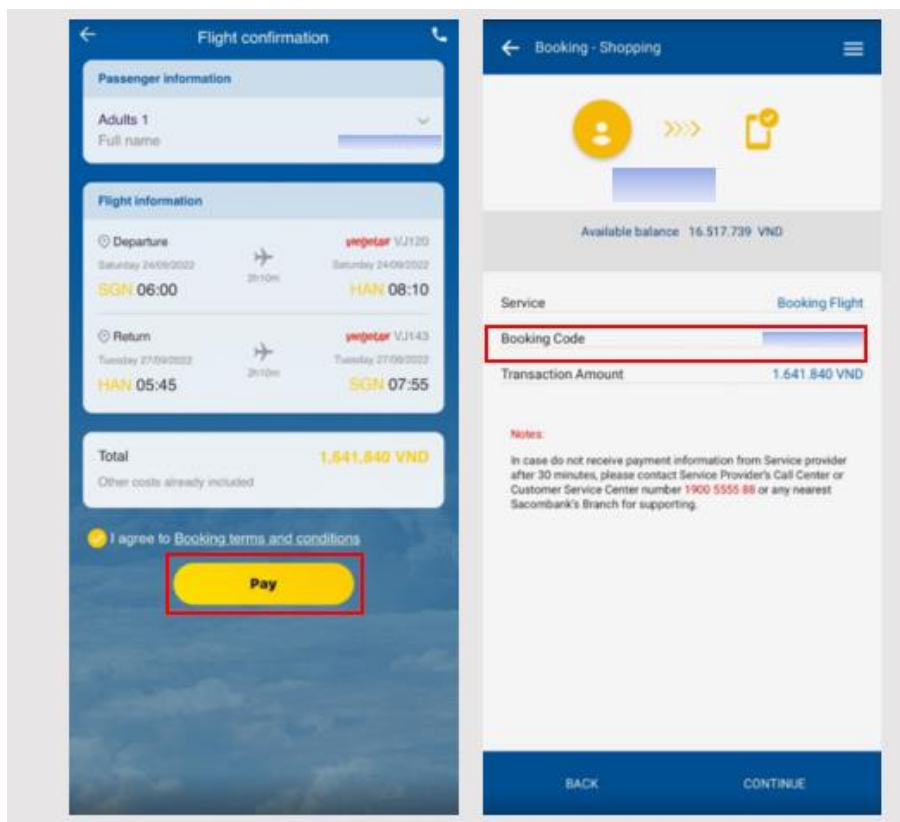 Flight confirmation
Passenger information
Adults 1
Full name
Flight information
Departure
vietjetair VJ120
Saturday 24/09/2022
2h10m
Saturday 24/09/2022
SGN 06:00
HAN 08:10
Return
vietjetair VJ143
Tuesday 27/09/2022
2h10m
Tuesday 27/09/2022
HAN 05:45
SGN 07:55
Total
1,641,840 VND
Other costs already included
I agree to Booking terms and conditions
Pay
Booking - Shopping
Available balance 16.517.739 VND
Service
Booking Flight
Booking Code
Transaction Amount
1.641.840 VND
Notes:
In case do not receive payment information from Service provider
after 30 minutes, please contact Service Provider's Call Center or
Customer Service Center number 1900 5555 88 or any nearest
Sacombank's Branch for supporting.
BACK
CONTINUE